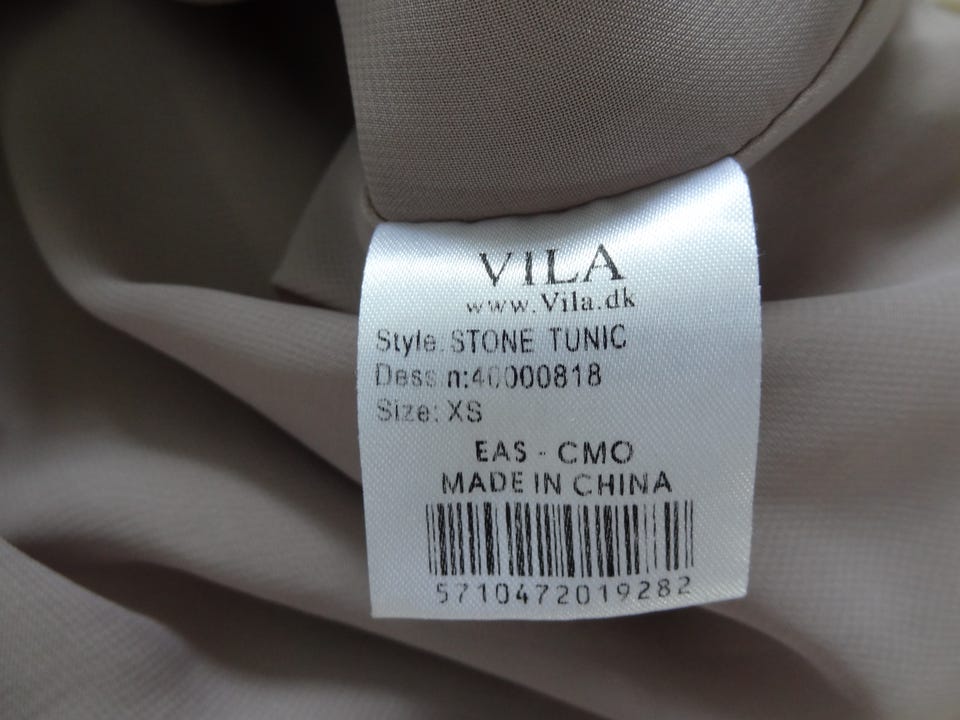 VILA
www.Vila.dk
Style: STONE TUNIC
Dess.n:40000818
Size: XS
EAS - CMO
MADE IN CHINA
5710472019282